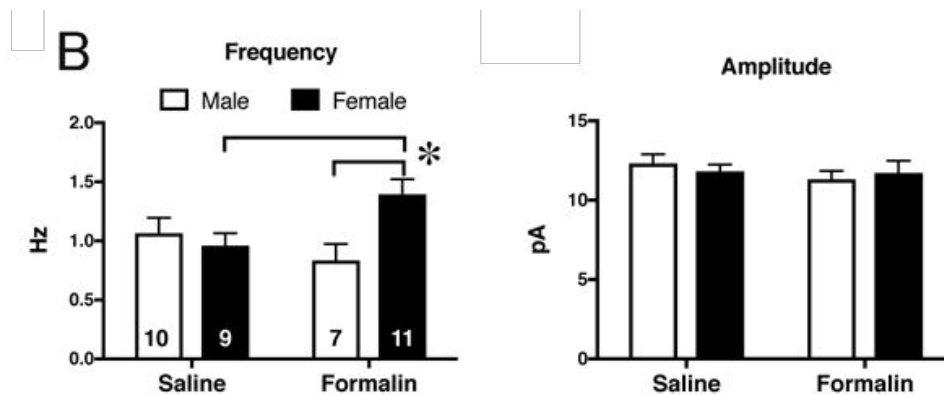 B
Frequency
Male Female
2.0
1.5
1.0
0.5
0.0
Hz
*
10 9 7 11
Saline Formalin
Amplitude
15
10
5
0
pA
Saline Formalin